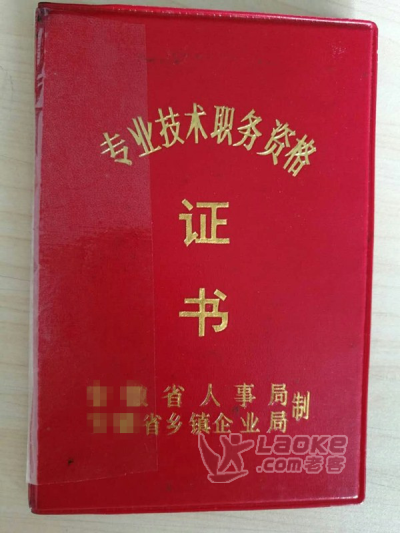 专业技术职务资格
证
书
省人事局
省乡镇企业局
制
LAOKE
.com老客